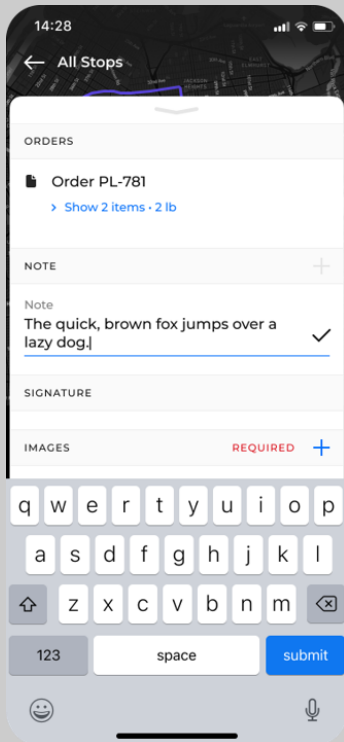 14:28
All Stops
ORDERS
Order PL-781
Show 2 items • 2 lb
NOTE
Note
The quick, brown fox jumps over a
lazy dog.
SIGNATURE
IMAGES REQUIRED
q w e r t y u i o p
a s d f g h j k l
z x c v b n m
123 space submit